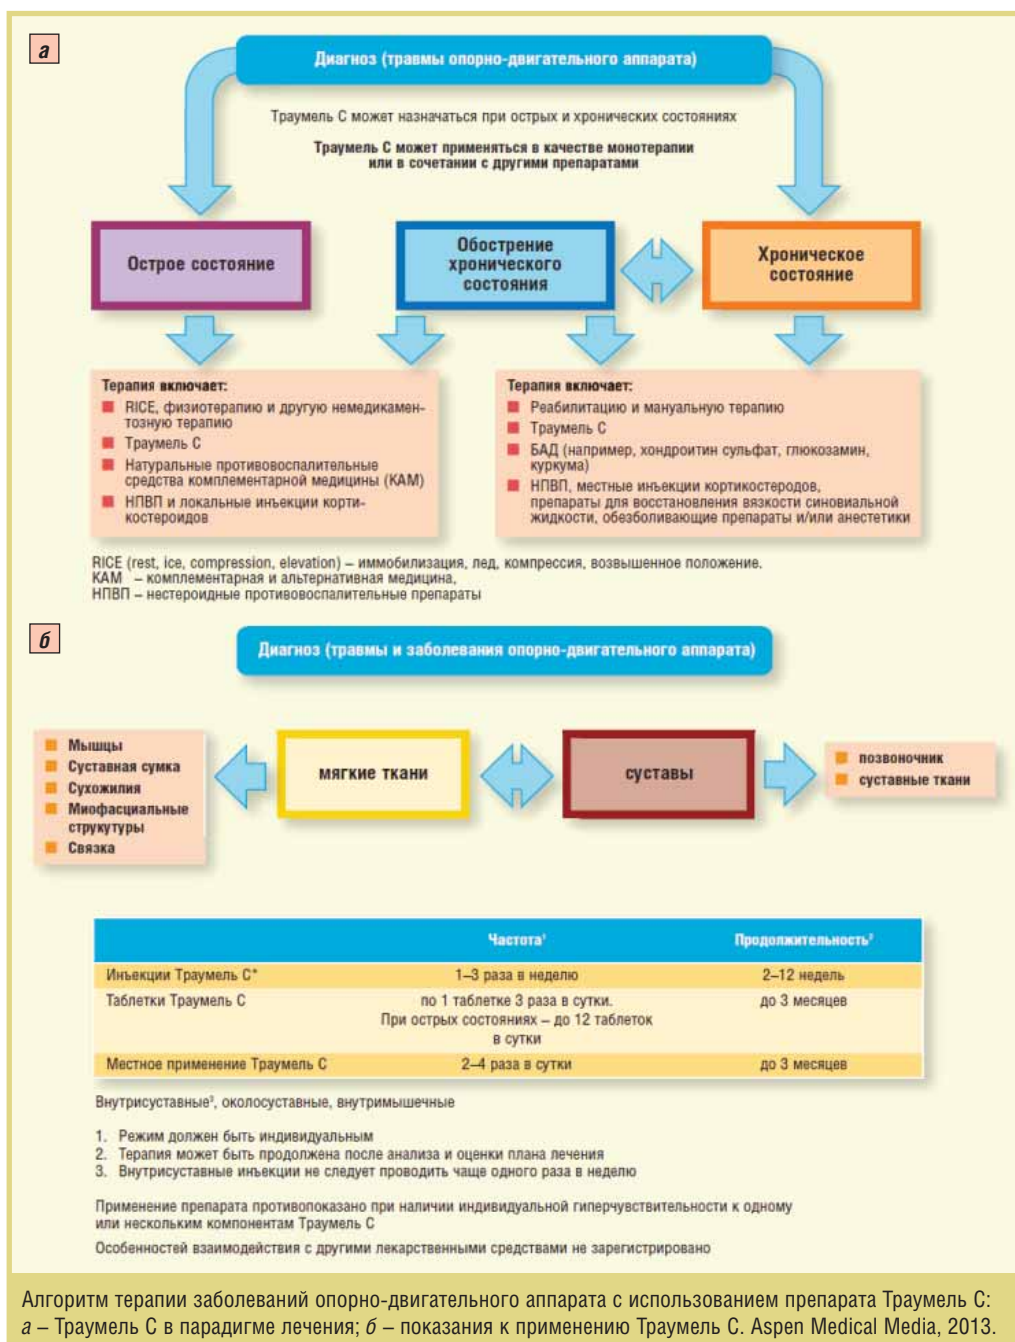 а
Диагноз (травмы опорно-двигательного аппарата)
Траумель С может назначаться при острых и хронических состояниях
Траумель С может применяться в качестве монотерапии
или в сочетании с другими препаратами
Острое состояние
Обострение
хронического
состояния
Хроническое
состояние
Терапия включает:
RICE, физиотерапию и другую немедикамен-
тозную терапию
Траумель С
Натуральные противовоспалительные
средства комплементарной медицины (КАМ)
НПВП и локальные инъекции корти-
костероидов
Терапия включает:
Реабилитацию и мануальную терапию
Траумель С
БАД (например, хондроитин сульфат, глюкозамин,
куркума)
НПВП, местные инъекции кортикостеродов,
препараты для восстановления вязкости синовиальной
жидкости, обезболивающие препараты и/или анестетики
RICE (rest, ice, compression, elevation) – иммобилизация, лед, компрессия, возвышенное положение.
КАМ – комплементарная и альтернативная медицина,
НПВП – нестероидные противовоспалительные препараты
б
Диагноз (травмы и заболевания опорно-двигательного аппарата)
Мышцы
Суставная сумка
Сухожилия
Миофасциальные
струкутуры
Связка
мягкие ткани
суставы
позвоночник
суставные ткани
Частота¹ Продолжительность²
Инъекции Траумель С* 1–3 раза в неделю 2–12 недель
Таблетки Траумель С по 1 таблетке 3 раза в сутки. до 3 месяцев
При острых состояниях – до 12 таблеток
в сутки
Местное применение Траумель С 2–4 раза в сутки до 3 месяцев
Внутрисуставные³, околосуставные, внутримышечные
1. Режим должен быть индивидуальным
2. Терапия может быть продолжена после анализа и оценки плана лечения
3. Внутрисуставные инъекции не следует проводить чаще одного раза в неделю
Применение препарата противопоказано при наличии индивидуальной гиперчувствительности к одному
или нескольким компонентам Траумель С
Особенностей взаимодействия с другими лекарственными средствами не зарегистрировано
Алгоритм терапии заболеваний опорно-двигательного аппарата с использованием препарата Траумель С:
а – Траумель С в парадигме лечения; б – показания к применению Траумель С. Aspen Medical Media, 2013.